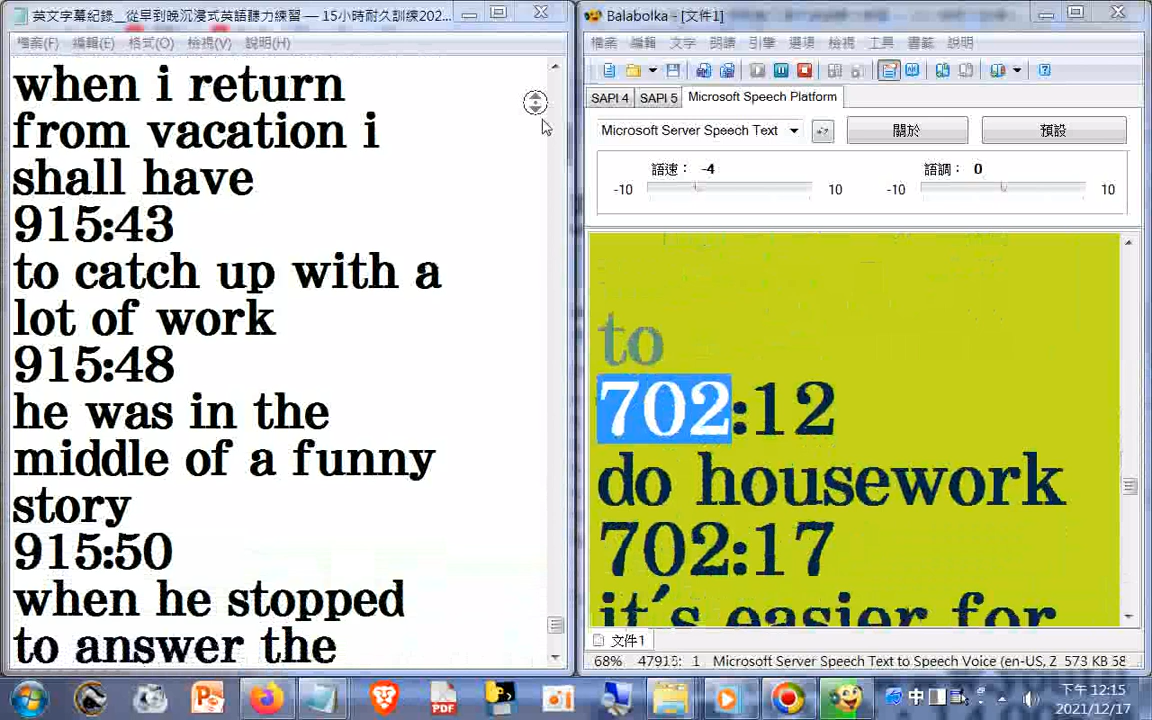 英文字幕紀錄__從早到晚沉浸式英語聽力練習 — 15小時耐久訓練202...
檔案(F) 編輯(E) 格式(O) 檢視(V) 說明(H)
when i return
from vacation i
shall have
915:43
to catch up with a
lot of work
915:48
he was in the
middle of a funny
story
915:50
when he stopped
to answer the
Balabolka - [文件1]
檔案 編輯 文字 朗讀 引擎 選項 檢視 工具 書籤 說明
SAPI 4 SAPI 5 Microsoft Speech Platform
Microsoft Server Speech Text 關於 預設
語速： -4 語調： 0
-10 10 -10 10
to
702:12
do housework
702:17
it's easier for
文件1
68% 47915: 1 Microsoft Server Speech Text to Speech Voice (en-US, Z 573 KB 58
PDF 中 下午 12:15
2021/12/17